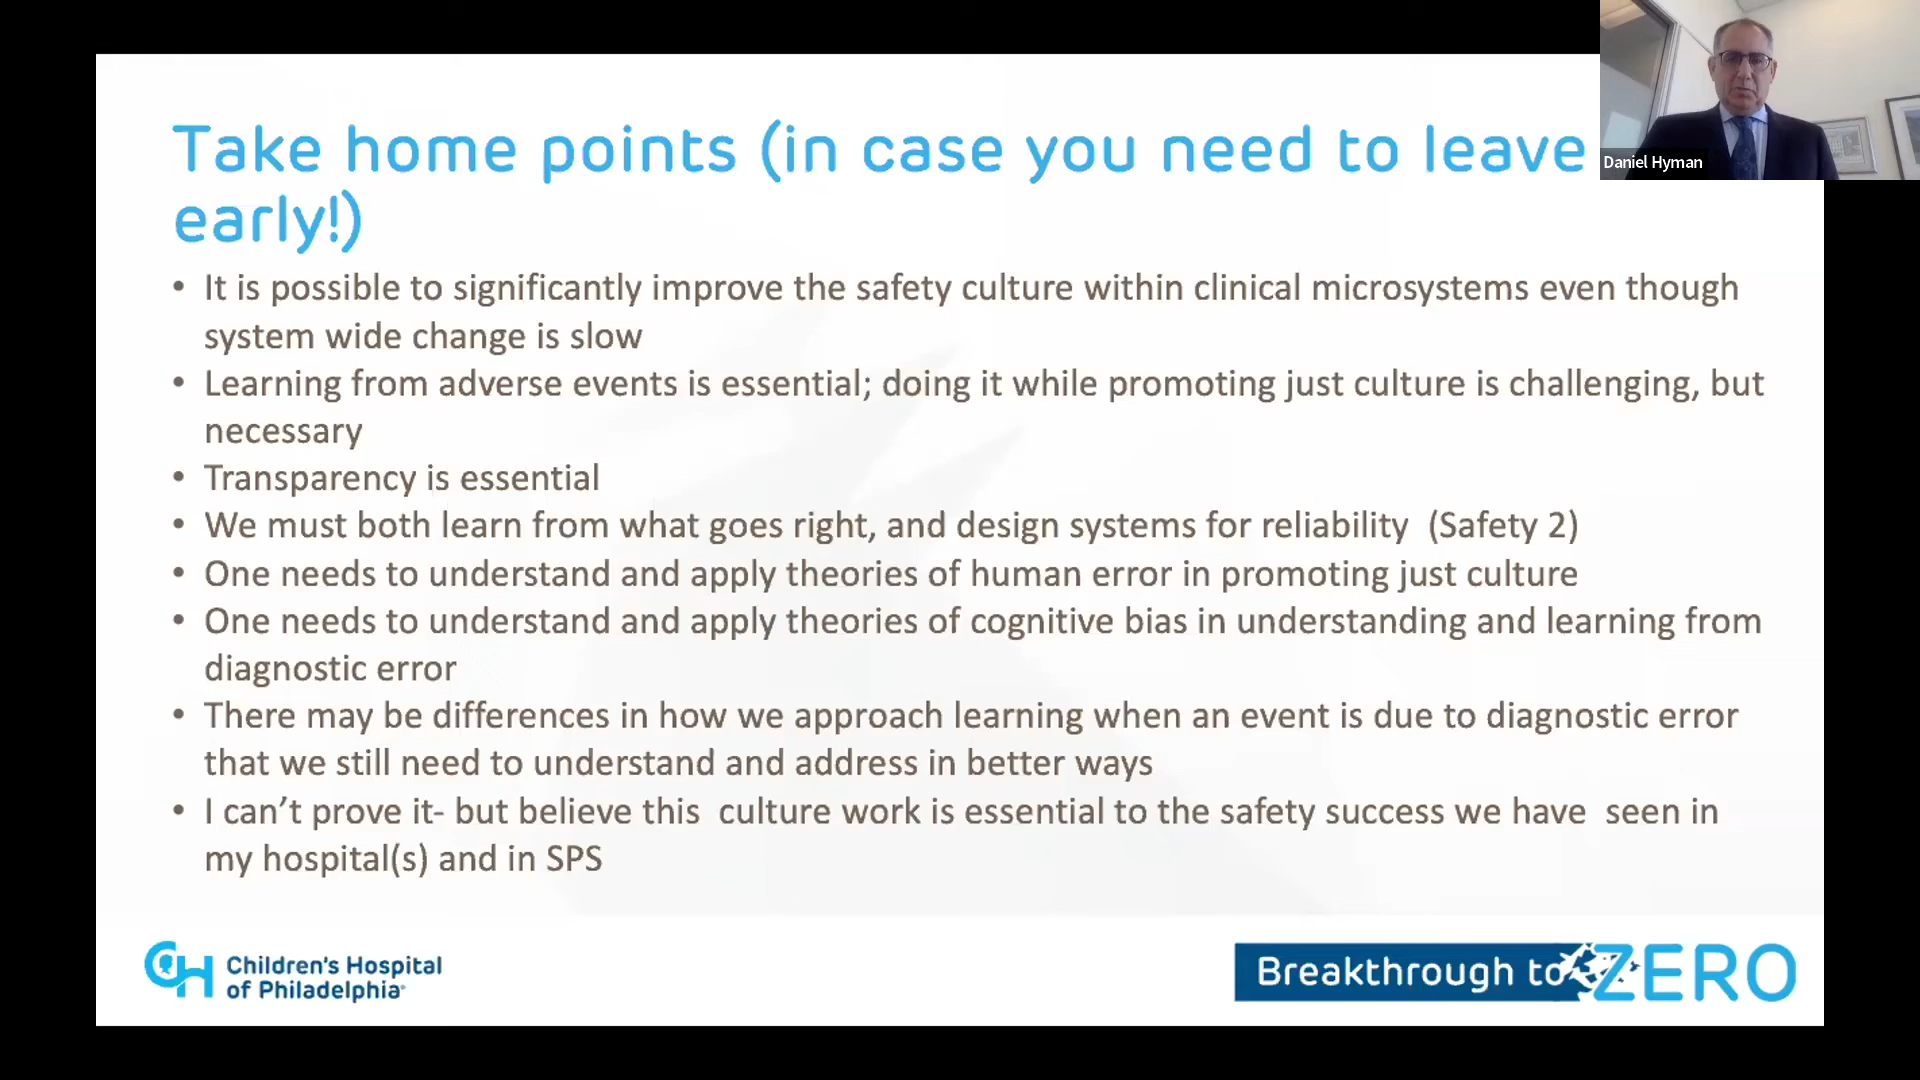 Take home points (in case you need to leave
early!)
Daniel Hyman
• It is possible to significantly improve the safety culture within clinical microsystems even though
system wide change is slow
• Learning from adverse events is essential; doing it while promoting just culture is challenging, but
necessary
• Transparency is essential
• We must both learn from what goes right, and design systems for reliability  (Safety 2)
• One needs to understand and apply theories of human error in promoting just culture
• One needs to understand and apply theories of cognitive bias in understanding and learning from
diagnostic error
• There may be differences in how we approach learning when an event is due to diagnostic error
that we still need to understand and address in better ways
• I can’t prove it- but believe this  culture work is essential to the safety success we have  seen in
my hospital(s) and in SPS
CH Children's Hospital
of Philadelphia
Breakthrough to ZERO